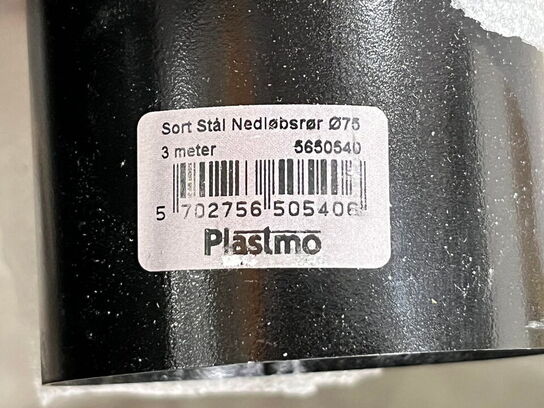 Sort Stål Nedløbsrør Ø75
3 meter 5650540
5 702756 505406
Plastmo